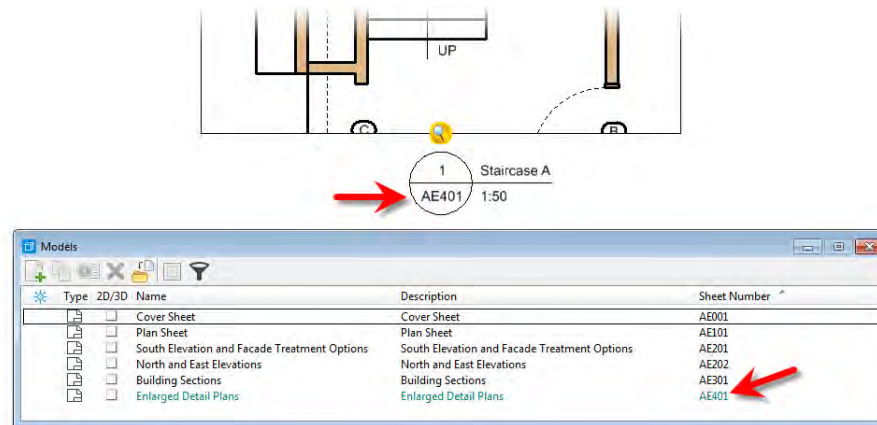 UP
C
B
1 Staircase A
AE401 1:50
Models
Type 2D/3D Name Description Sheet Number
Cover Sheet Cover Sheet AE001
Plan Sheet Plan Sheet AE101
South Elevation and Facade Treatment Options South Elevation and Facade Treatment Options AE201
North and East Elevations North and East Elevations AE202
Building Sections Building Sections AE301
Enlarged Detail Plans Enlarged Detail Plans AE401